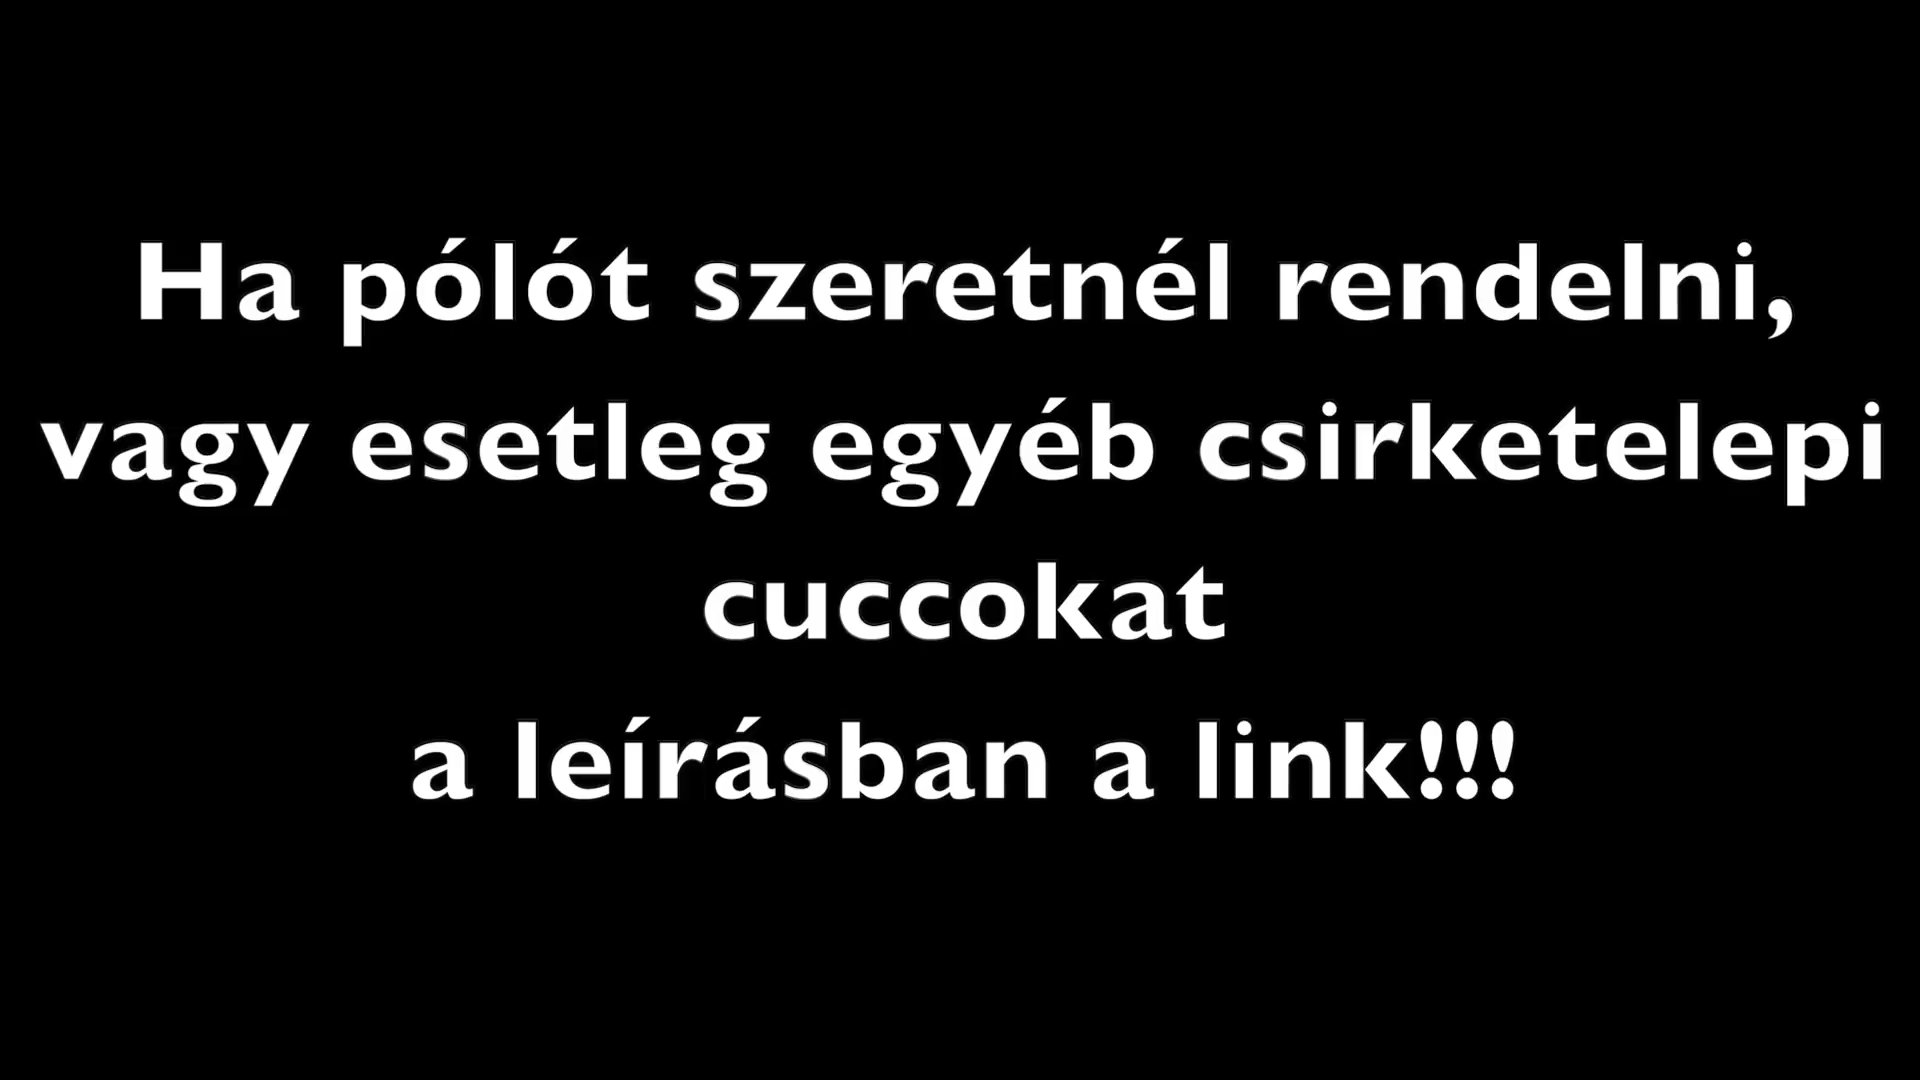 Ha pólót szeretnél rendelni,
vagy esetleg egyéb csirketelepi
cuccokat
a leírásban a link!!!